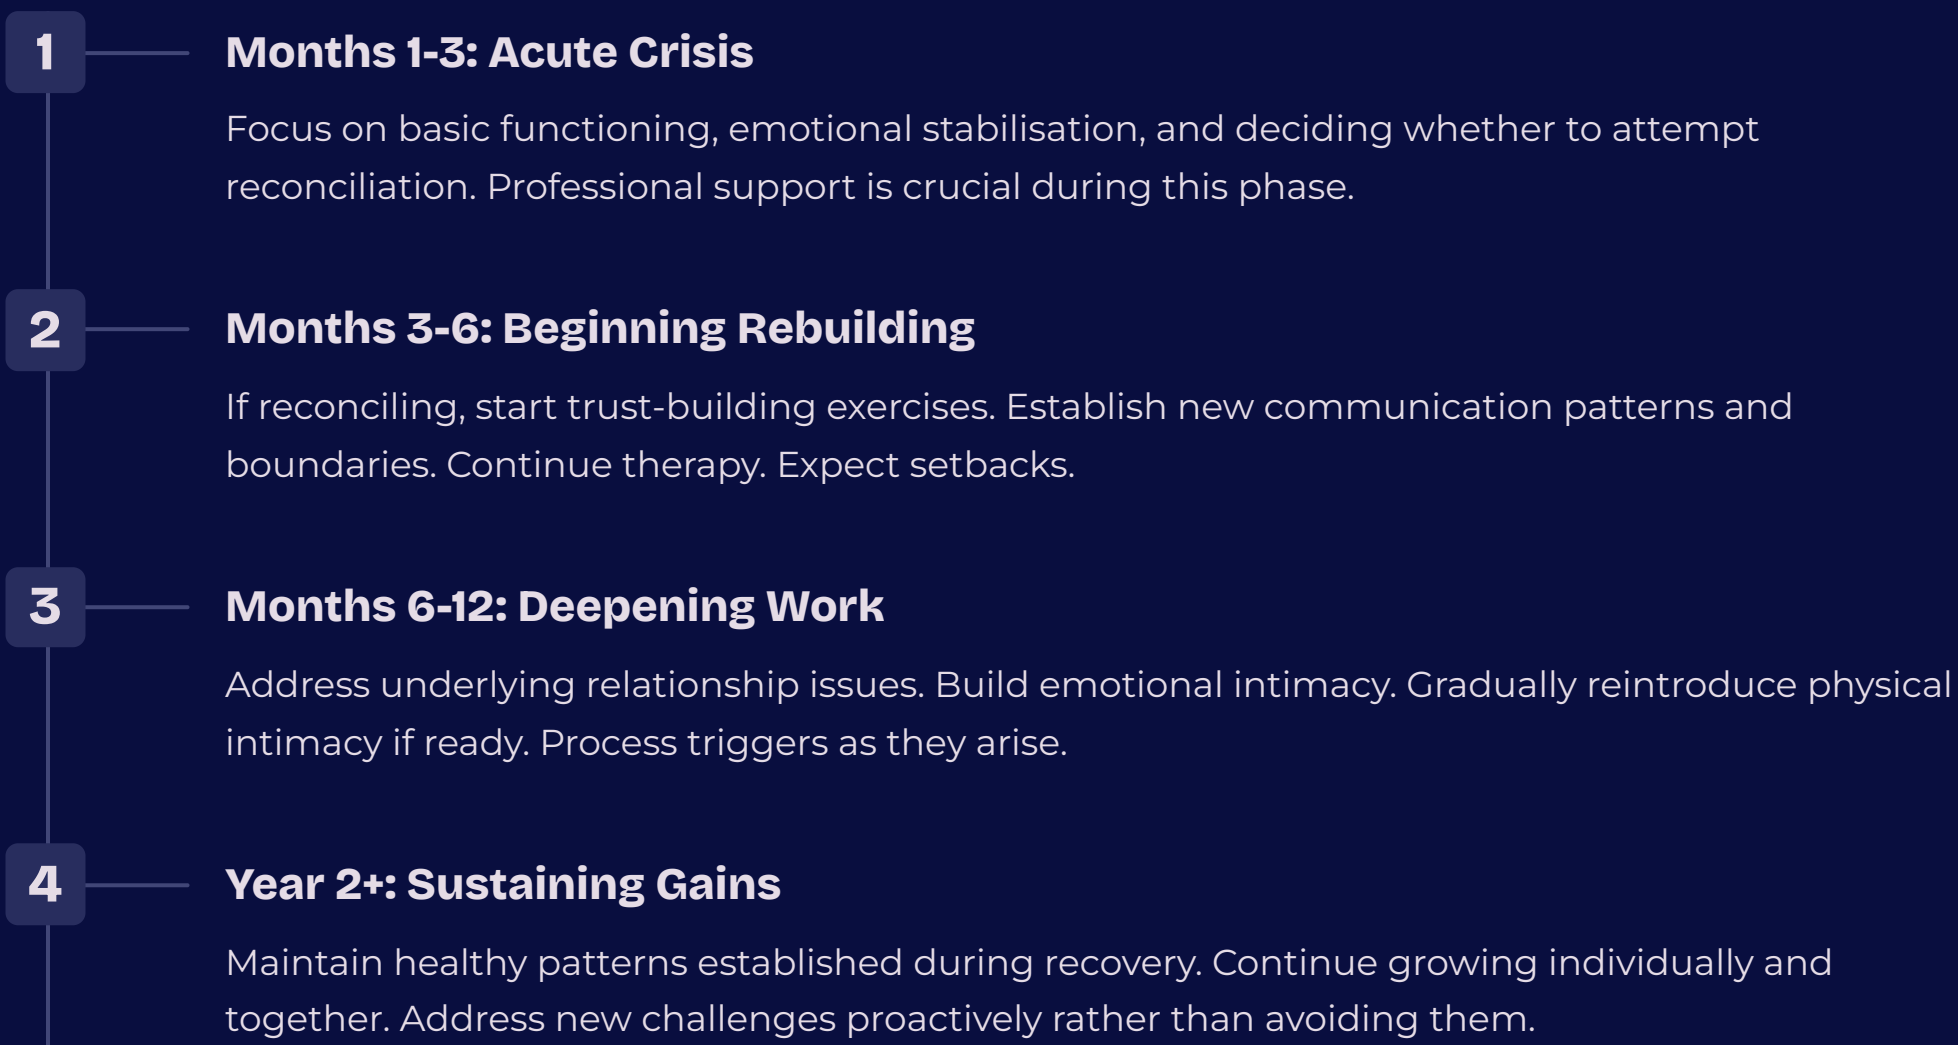 1
Months 1-3: Acute Crisis
Focus on basic functioning, emotional stabilisation, and deciding whether to attempt
reconciliation. Professional support is crucial during this phase.
2
Months 3-6: Beginning Rebuilding
If reconciling, start trust-building exercises. Establish new communication patterns and
boundaries. Continue therapy. Expect setbacks.
3
Months 6-12: Deepening Work
Address underlying relationship issues. Build emotional intimacy. Gradually reintroduce physical
intimacy if ready. Process triggers as they arise.
4
Year 2+: Sustaining Gains
Maintain healthy patterns established during recovery. Continue growing individually and
together. Address new challenges proactively rather than avoiding them.